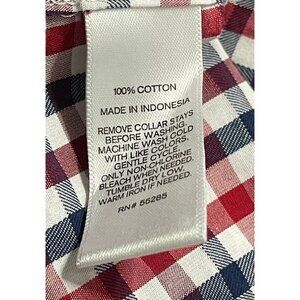 100% COTTON
MADE IN INDONESIA
REMOVE COLLAR STAYS
BEFORE WASHING.
MACHINE WASH COLD
WITH LIKE COLORS.
GENTLE CYCLE.
ONLY NON-CHLORINE
BLEACH IF NEEDED.
TUMBLE DRY LOW.
WARM IRON IF NEEDED.
RN# 55285